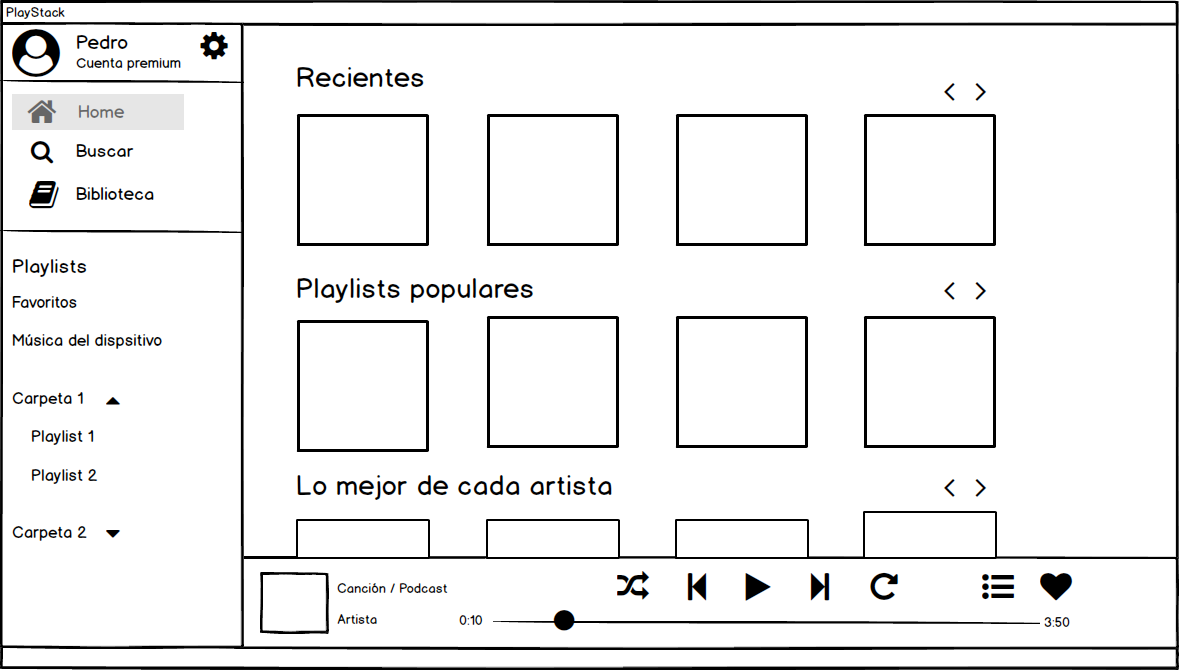 PlayStack
Pedro
Cuenta premium
Home
Buscar
Biblioteca
Playlists
Favoritos
Música del dispsitivo
Carpeta 1
Playlist 1
Playlist 2
Carpeta 2
Recientes
Playlists populares
Lo mejor de cada artista
Canción / Podcast
Artista
0:10
3:50